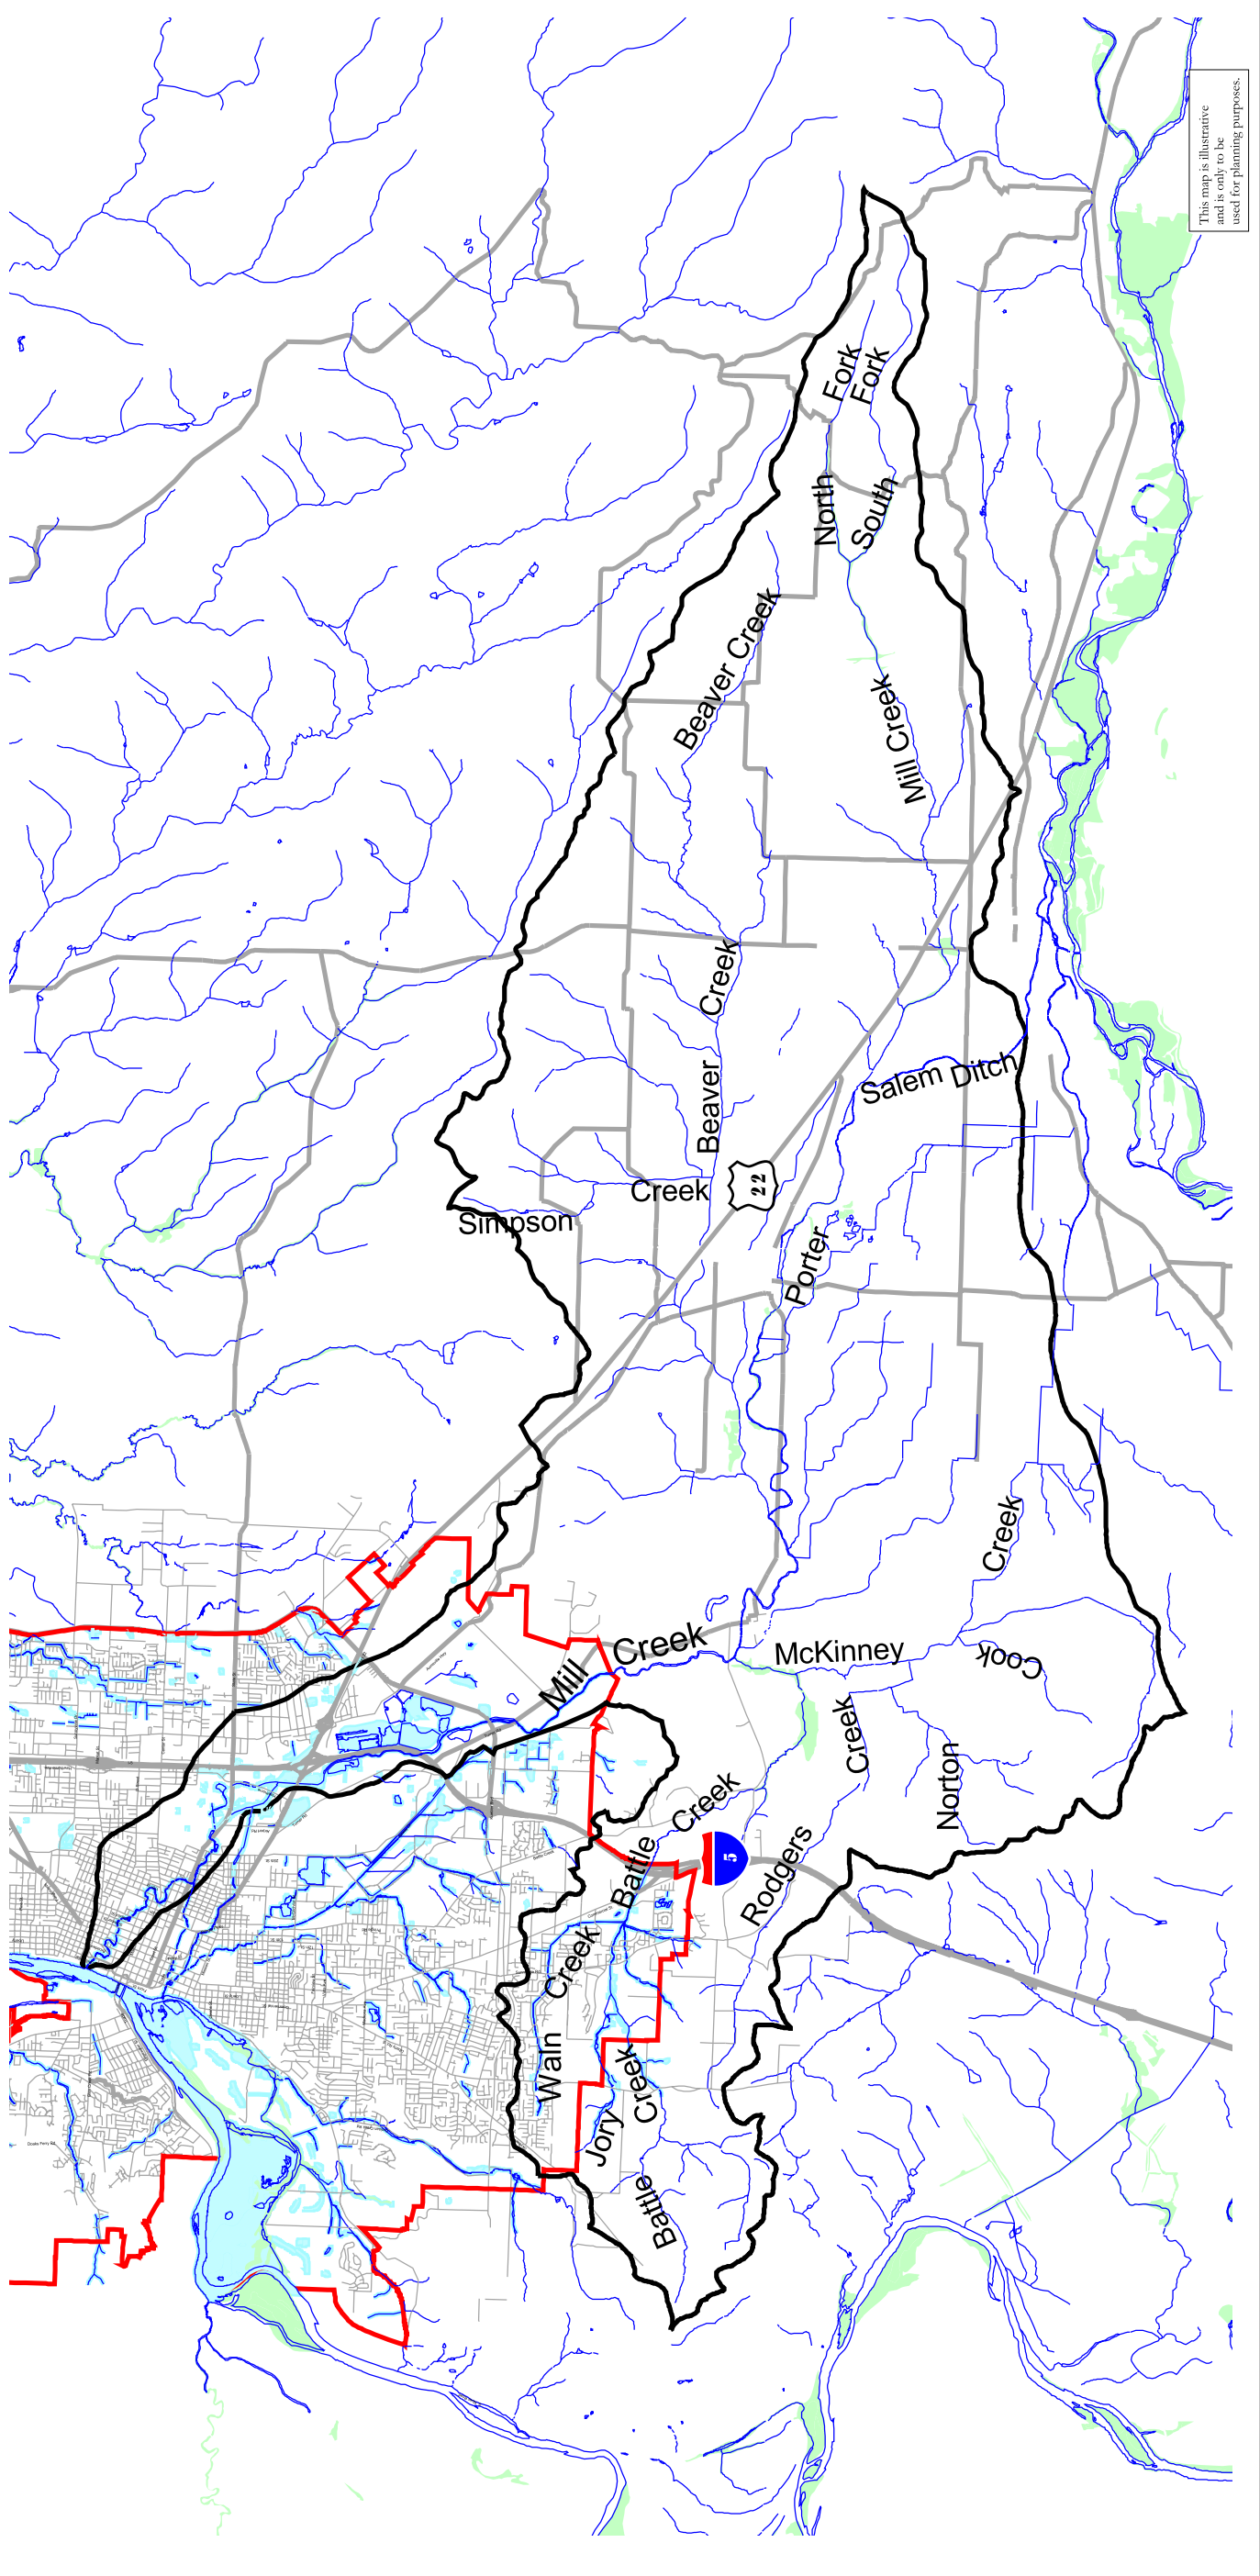 This map is illustrative
and is only to be
used for planning purposes.
North Fork
South Fork
Beaver Creek
Mill Creek
Beaver Creek
Salem Ditch
22
Simpson Creek
Porter Creek
Mill Creek
McKinney Creek
Cook
Norton
Battle Creek
5
Rodgers
Waln Creek
Jory Creek
Battle